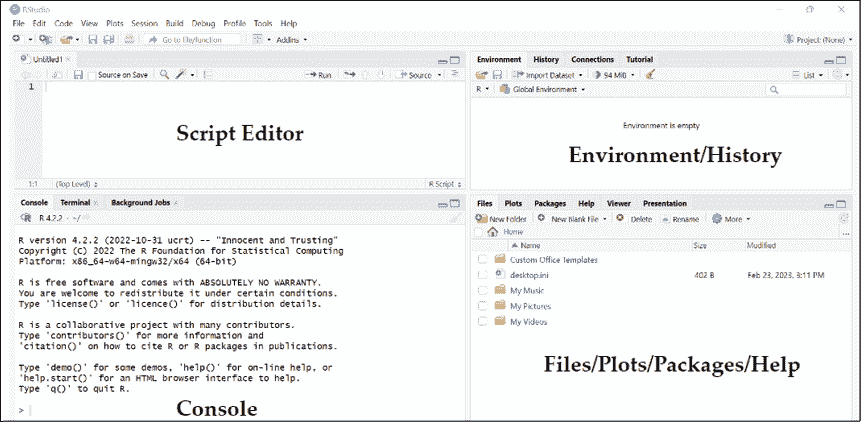 RStudio
File Edit Code View Plots Session Build Debug Profile Tools Help
Go to file/function Addins Project: (None)
Untitled1
Source on Save Run Source
1
Script Editor
1:1 (Top Level) R Script
Environment History Connections Tutorial
Import Dataset 94 MiB List
R Global Environment
Environment is empty
Environment/History
Console Terminal Background Jobs
R 4.2.2 · ~/
R version 4.2.2 (2022-10-31 ucrt) -- "Innocent and Trusting"
Copyright (C) 2022 The R Foundation for Statistical Computing
Platform: x86_64-w64-mingw32/x64 (64-bit)
R is free software and comes with ABSOLUTELY NO WARRANTY.
You are welcome to redistribute it under certain conditions.
Type 'license()' or 'licence()' for distribution details.
R is a collaborative project with many contributors.
Type 'contributors()' for more information and
'citation()' on how to cite R or R packages in publications.
Type 'demo()' for some demos, 'help()' for on-line help, or
'help.start()' for an HTML browser interface to help.
Type 'q()' to quit R.
>
Console
Files Plots Packages Help Viewer Presentation
New Folder New Blank File Delete Rename More
Home
Name Size Modified
Custom Office Templates
desktop.ini 402 B Feb 23, 2023, 3:11 PM
My Music
My Pictures
My Videos
Files/Plots/Packages/Help